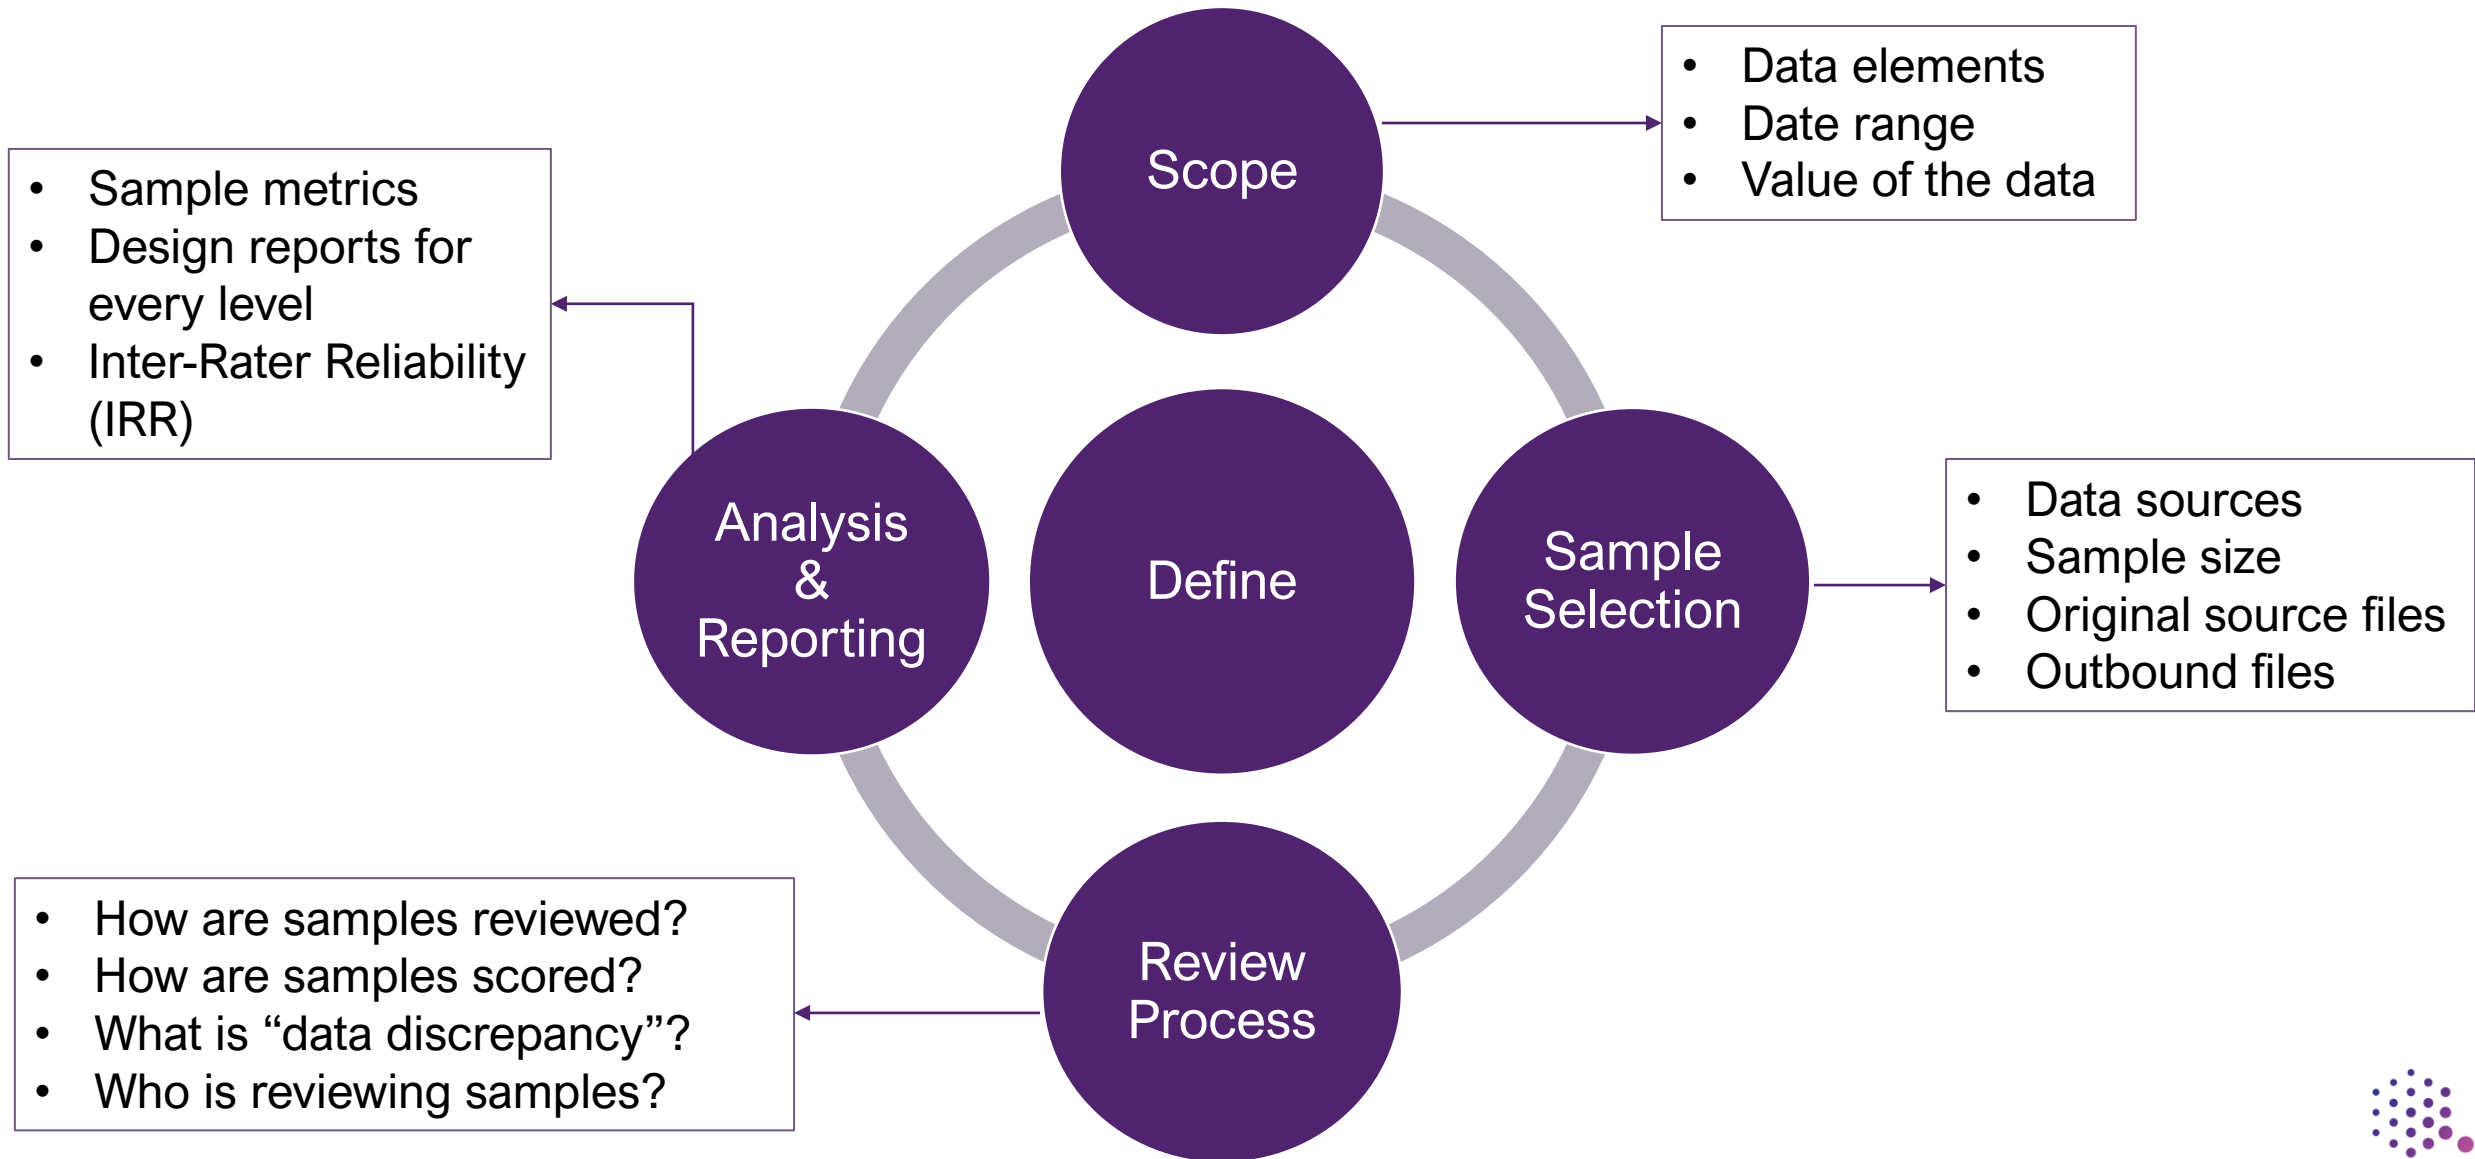 Scope
• Data elements
• Date range
• Value of the data
• Sample metrics
• Design reports for
every level
• Inter-Rater Reliability
(IRR)
Analysis
&
Reporting
Define
Sample
Selection
• Data sources
• Sample size
• Original source files
• Outbound files
Review
Process
• How are samples reviewed?
• How are samples scored?
• What is “data discrepancy”?
• Who is reviewing samples?